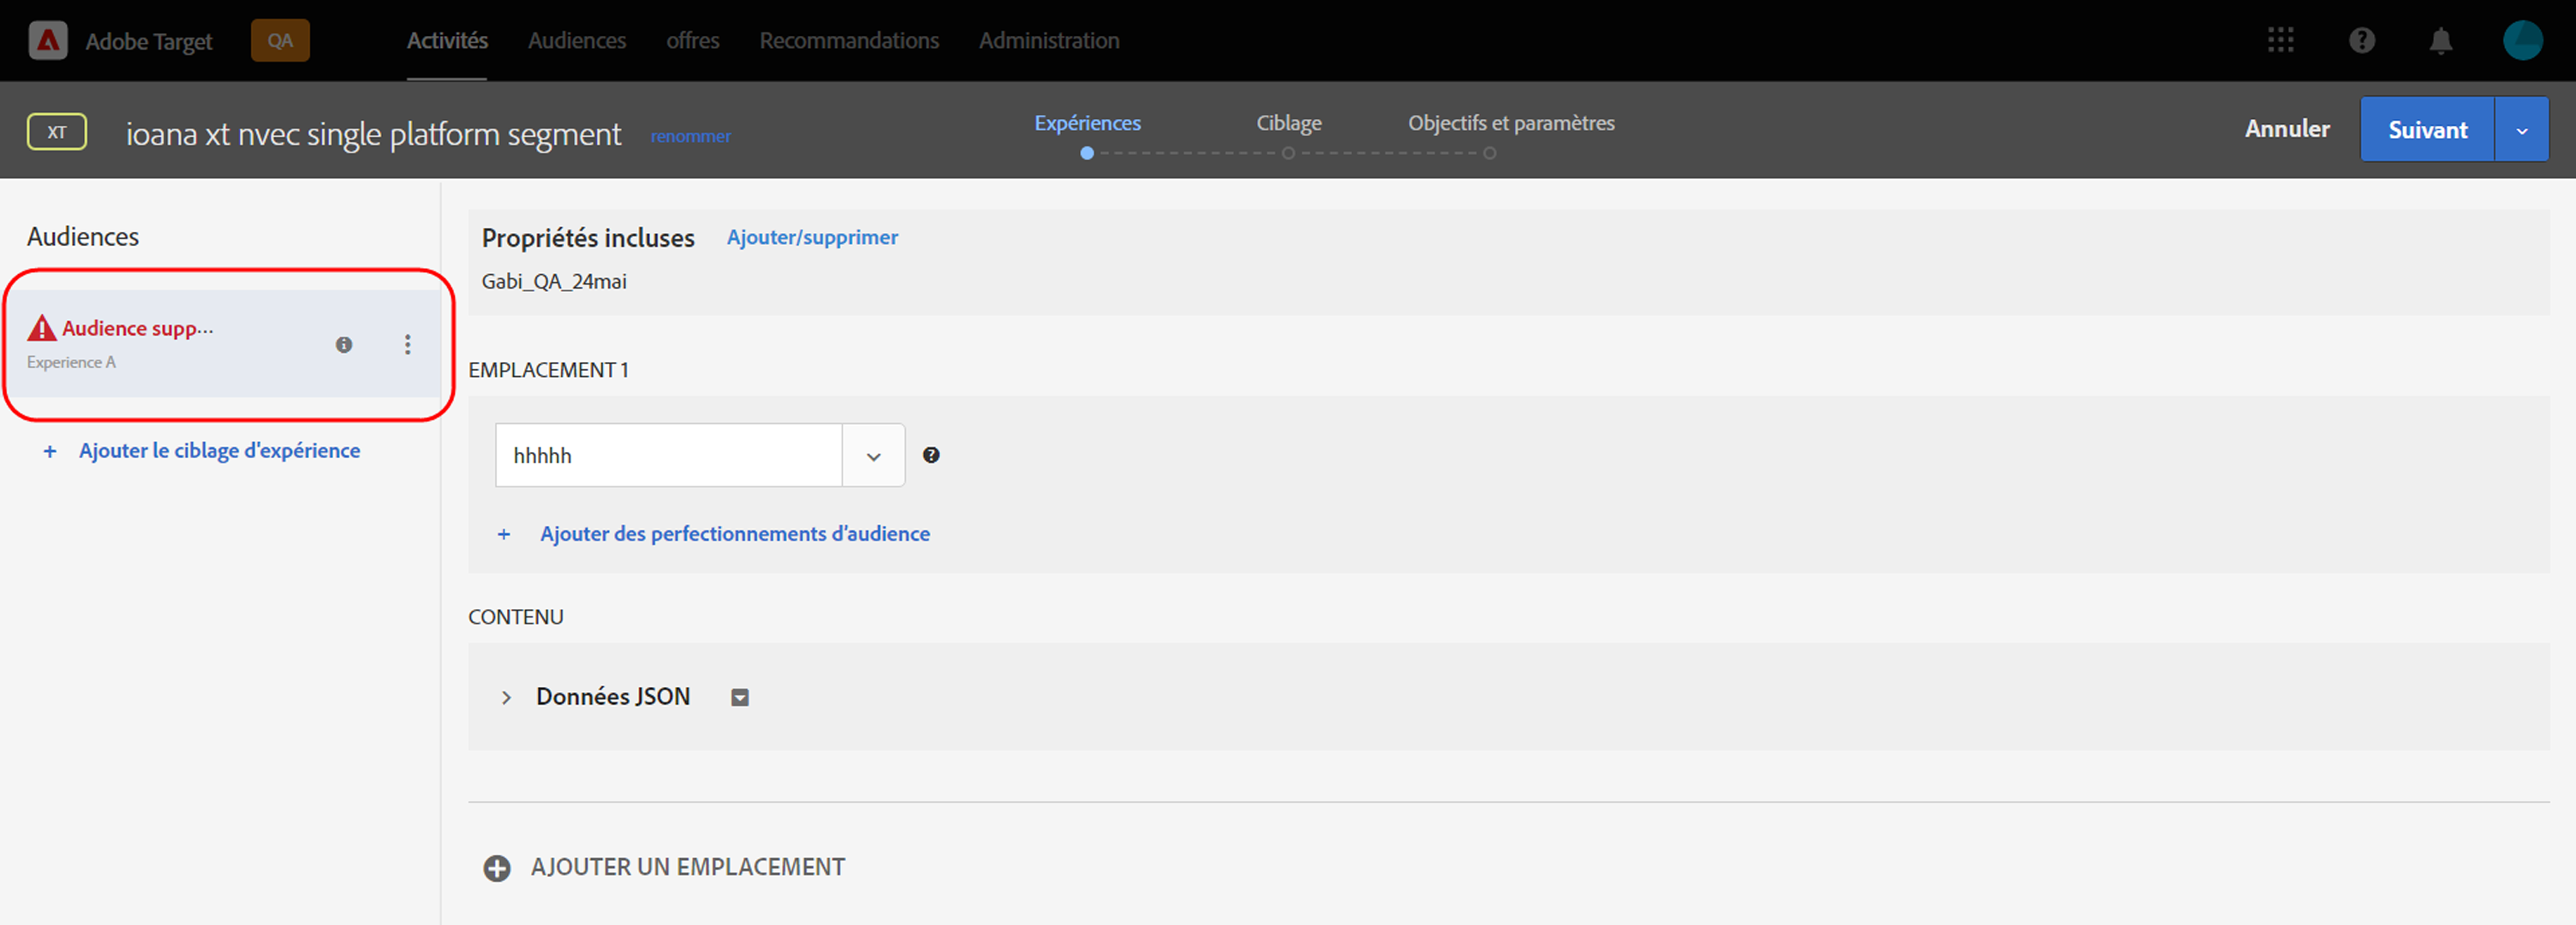 Adobe Target QA Activités Audiences offres Recommandations Administration
XT ioana xt nvec single platform segment renommer Expériences Ciblage Objectifs et paramètres Annuler Suivant
Audiences
Audience supp...
Experience A
+ Ajouter le ciblage d'expérience
Propriétés incluses Ajouter/supprimer
Gabi_QA_24mai
EMPLACEMENT 1
hhhhh
+ Ajouter des perfectionnements d’audience
CONTENU
Données JSON
AJOUTER UN EMPLACEMENT